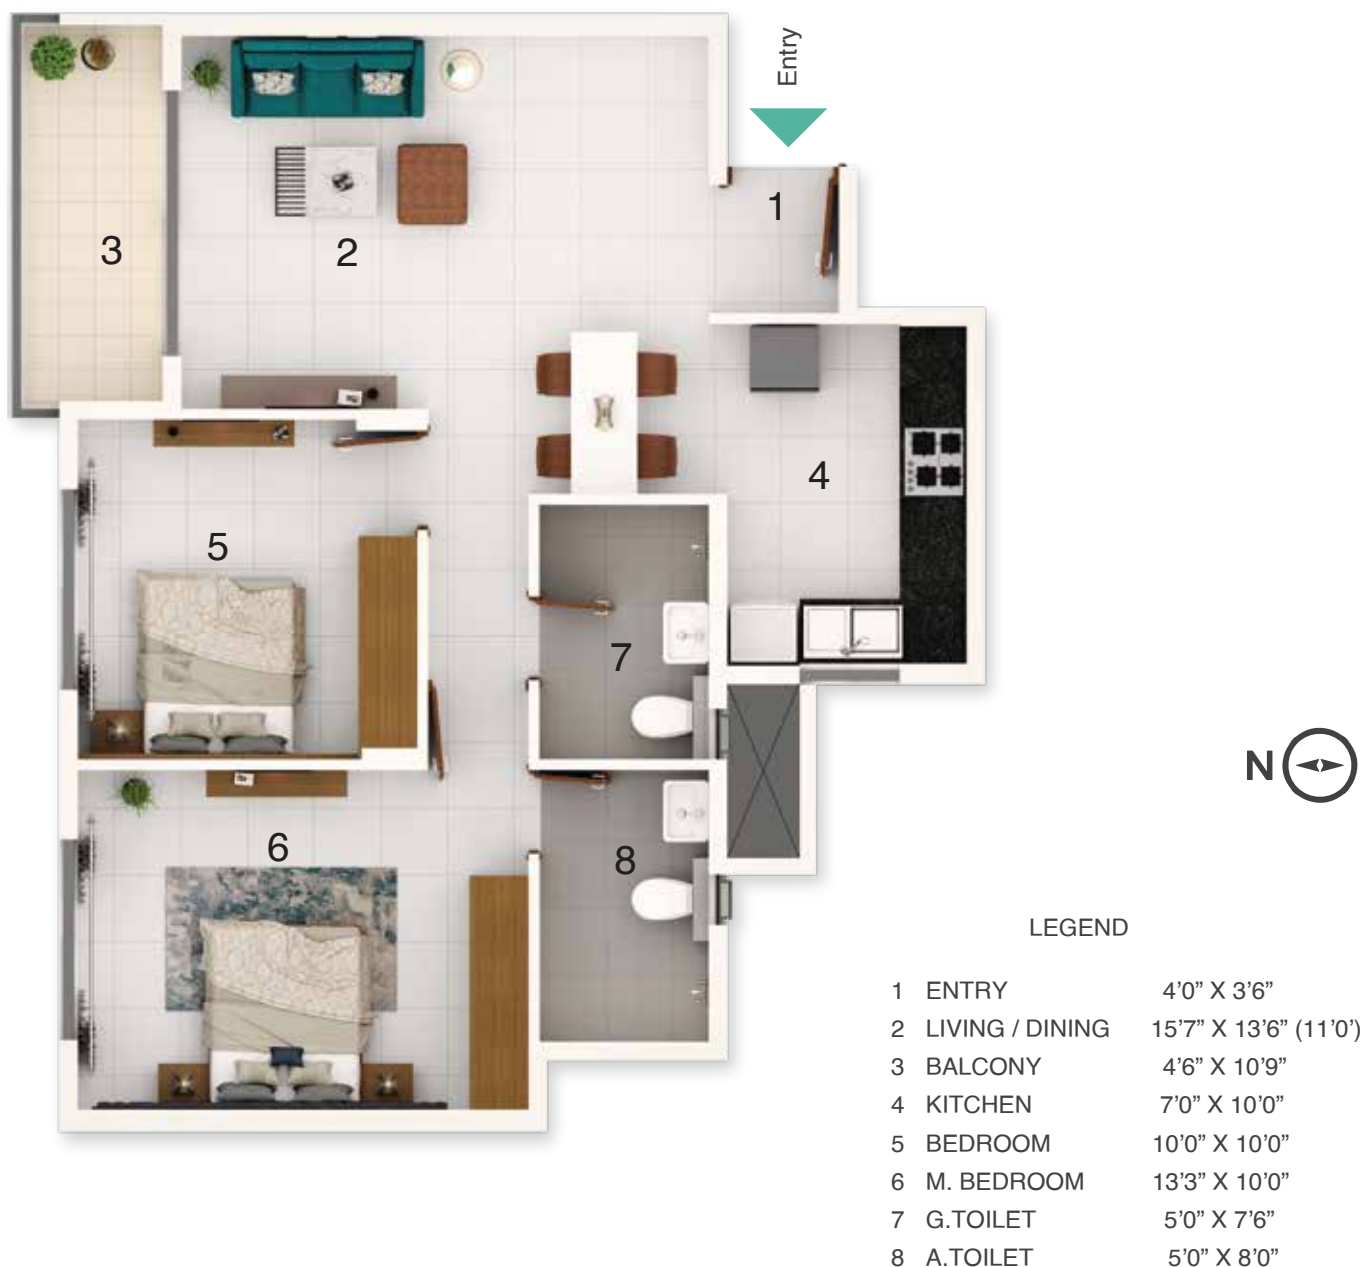 Entry
1
3
2
4
5
7
N
6
8
LEGEND
1 ENTRY 4’0” X 3’6”
2 LIVING / DINING 15’7” X 13’6” (11’0’)
3 BALCONY 4’6” X 10’9”
4 KITCHEN 7’0” X 10’0”
5 BEDROOM 10’0” X 10’0”
6 M. BEDROOM 13’3” X 10’0”
7 G.TOILET 5’0” X 7’6”
8 A.TOILET 5’0” X 8’0”